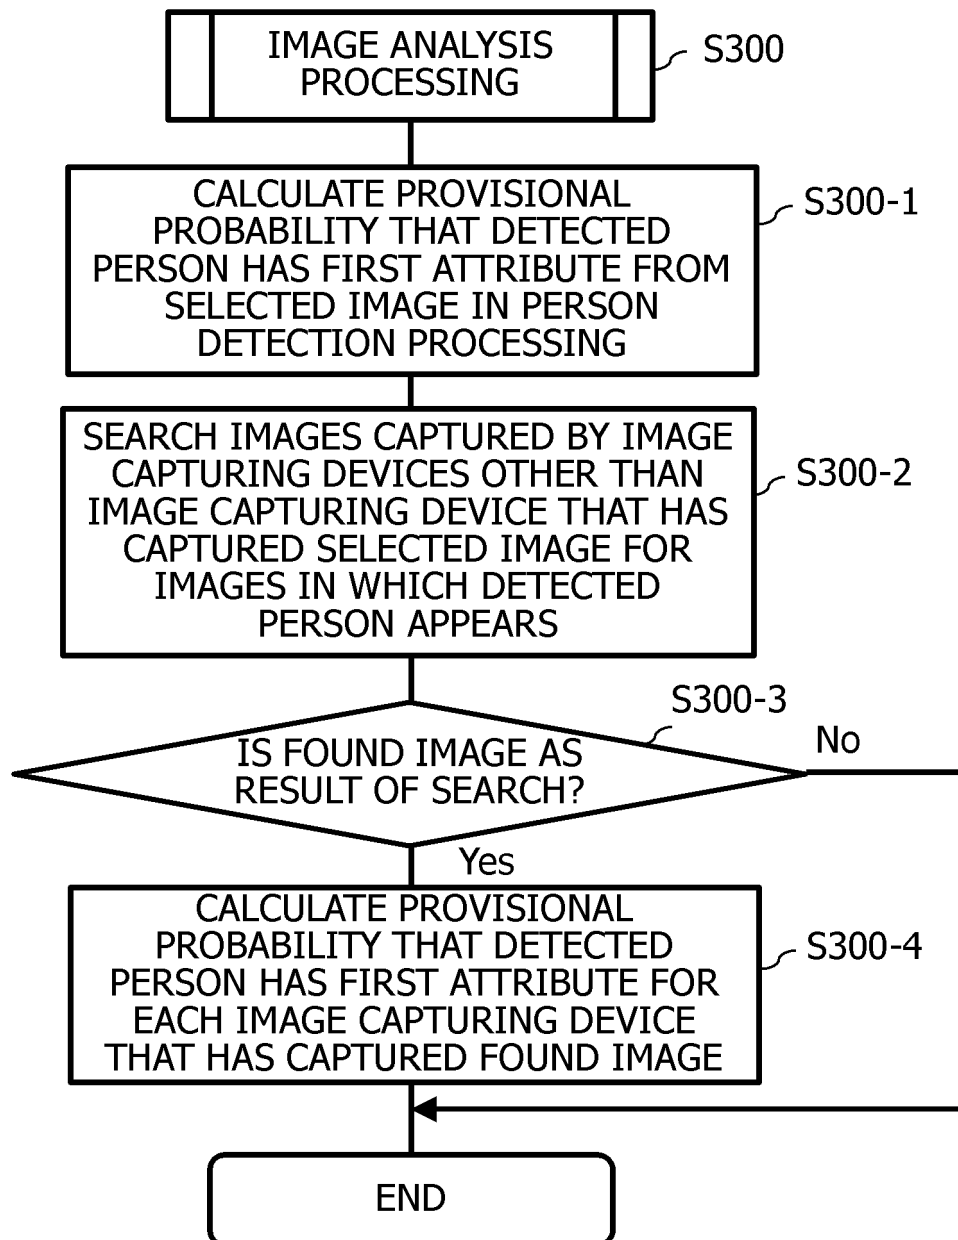 IMAGE ANALYSIS
PROCESSING
S300
CALCULATE PROVISIONAL
PROBABILITY THAT DETECTED
PERSON HAS FIRST ATTRIBUTE FROM
SELECTED IMAGE IN PERSON
DETECTION PROCESSING
S300-1
SEARCH IMAGES CAPTURED BY IMAGE
CAPTURING DEVICES OTHER THAN
IMAGE CAPTURING DEVICE THAT HAS
CAPTURED SELECTED IMAGE FOR
IMAGES IN WHICH DETECTED
PERSON APPEARS
S300-2
IS FOUND IMAGE AS
RESULT OF SEARCH?
S300-3
No
Yes
CALCULATE PROVISIONAL
PROBABILITY THAT DETECTED
PERSON HAS FIRST ATTRIBUTE FOR
EACH IMAGE CAPTURING DEVICE
THAT HAS CAPTURED FOUND IMAGE
S300-4
END